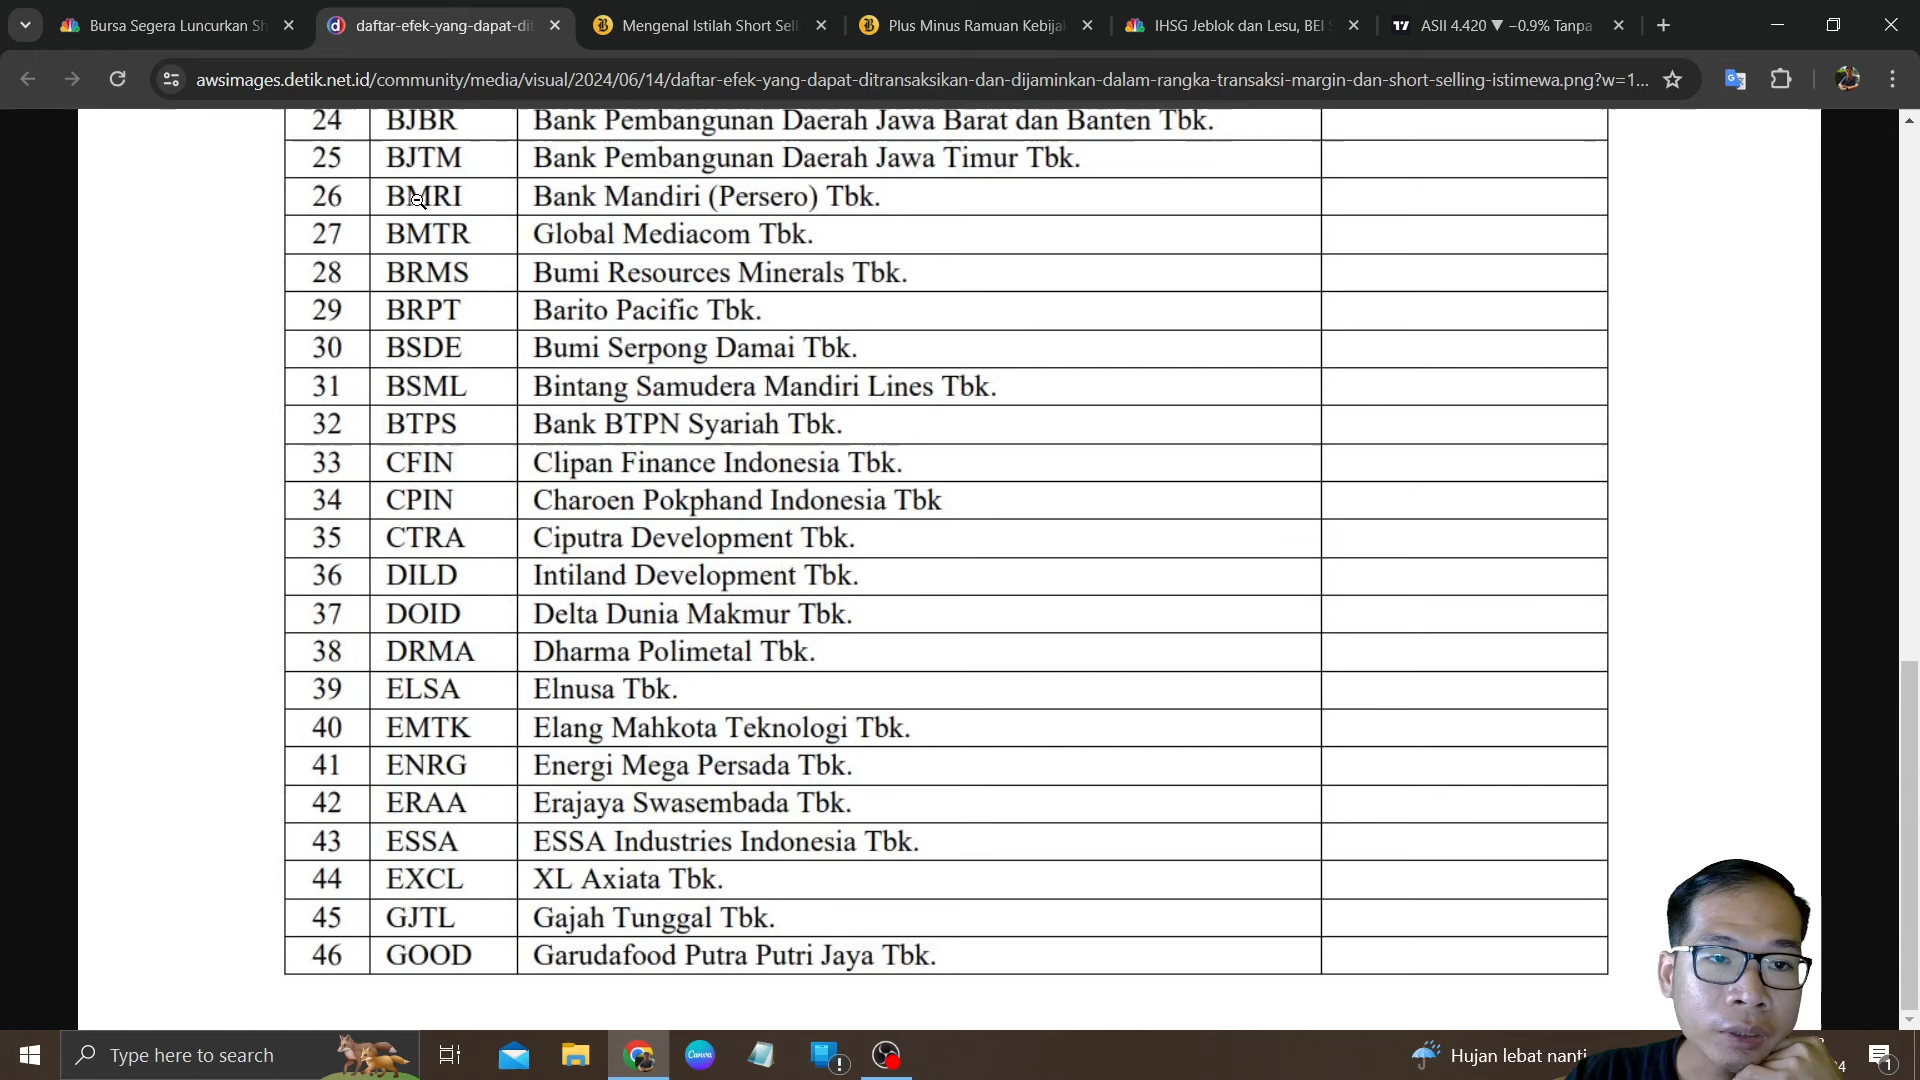 Bursa Segera Luncurkan Sh
daftar-efek-yang-dapat-dit
Mengenal Istilah Short Sell
Plus Minus Ramuan Kebija
IHSG Jeblok dan Lesu, BEI S
ASII 4.420 ▼ −0.9% Tanpa
awsimages.detik.net.id/community/media/visual/2024/06/14/daftar-efek-yang-dapat-ditransaksikan-dan-dijaminkan-dalam-rangka-transaksi-margin-dan-short-selling-istimewa.png?w=1...
24 BJBR Bank Pembangunan Daerah Jawa Barat dan Banten Tbk.
25 BJTM Bank Pembangunan Daerah Jawa Timur Tbk.
26 BMRI Bank Mandiri (Persero) Tbk.
27 BMTR Global Mediacom Tbk.
28 BRMS Bumi Resources Minerals Tbk.
29 BRPT Barito Pacific Tbk.
30 BSDE Bumi Serpong Damai Tbk.
31 BSML Bintang Samudera Mandiri Lines Tbk.
32 BTPS Bank BTPN Syariah Tbk.
33 CFIN Clipan Finance Indonesia Tbk.
34 CPIN Charoen Pokphand Indonesia Tbk
35 CTRA Ciputra Development Tbk.
36 DILD Intiland Development Tbk.
37 DOID Delta Dunia Makmur Tbk.
38 DRMA Dharma Polimetal Tbk.
39 ELSA Elnusa Tbk.
40 EMTK Elang Mahkota Teknologi Tbk.
41 ENRG Energi Mega Persada Tbk.
42 ERAA Erajaya Swasembada Tbk.
43 ESSA ESSA Industries Indonesia Tbk.
44 EXCL XL Axiata Tbk.
45 GJTL Gajah Tunggal Tbk.
46 GOOD Garudafood Putra Putri Jaya Tbk.
Type here to search
Canva
Hujan lebat nanti
1